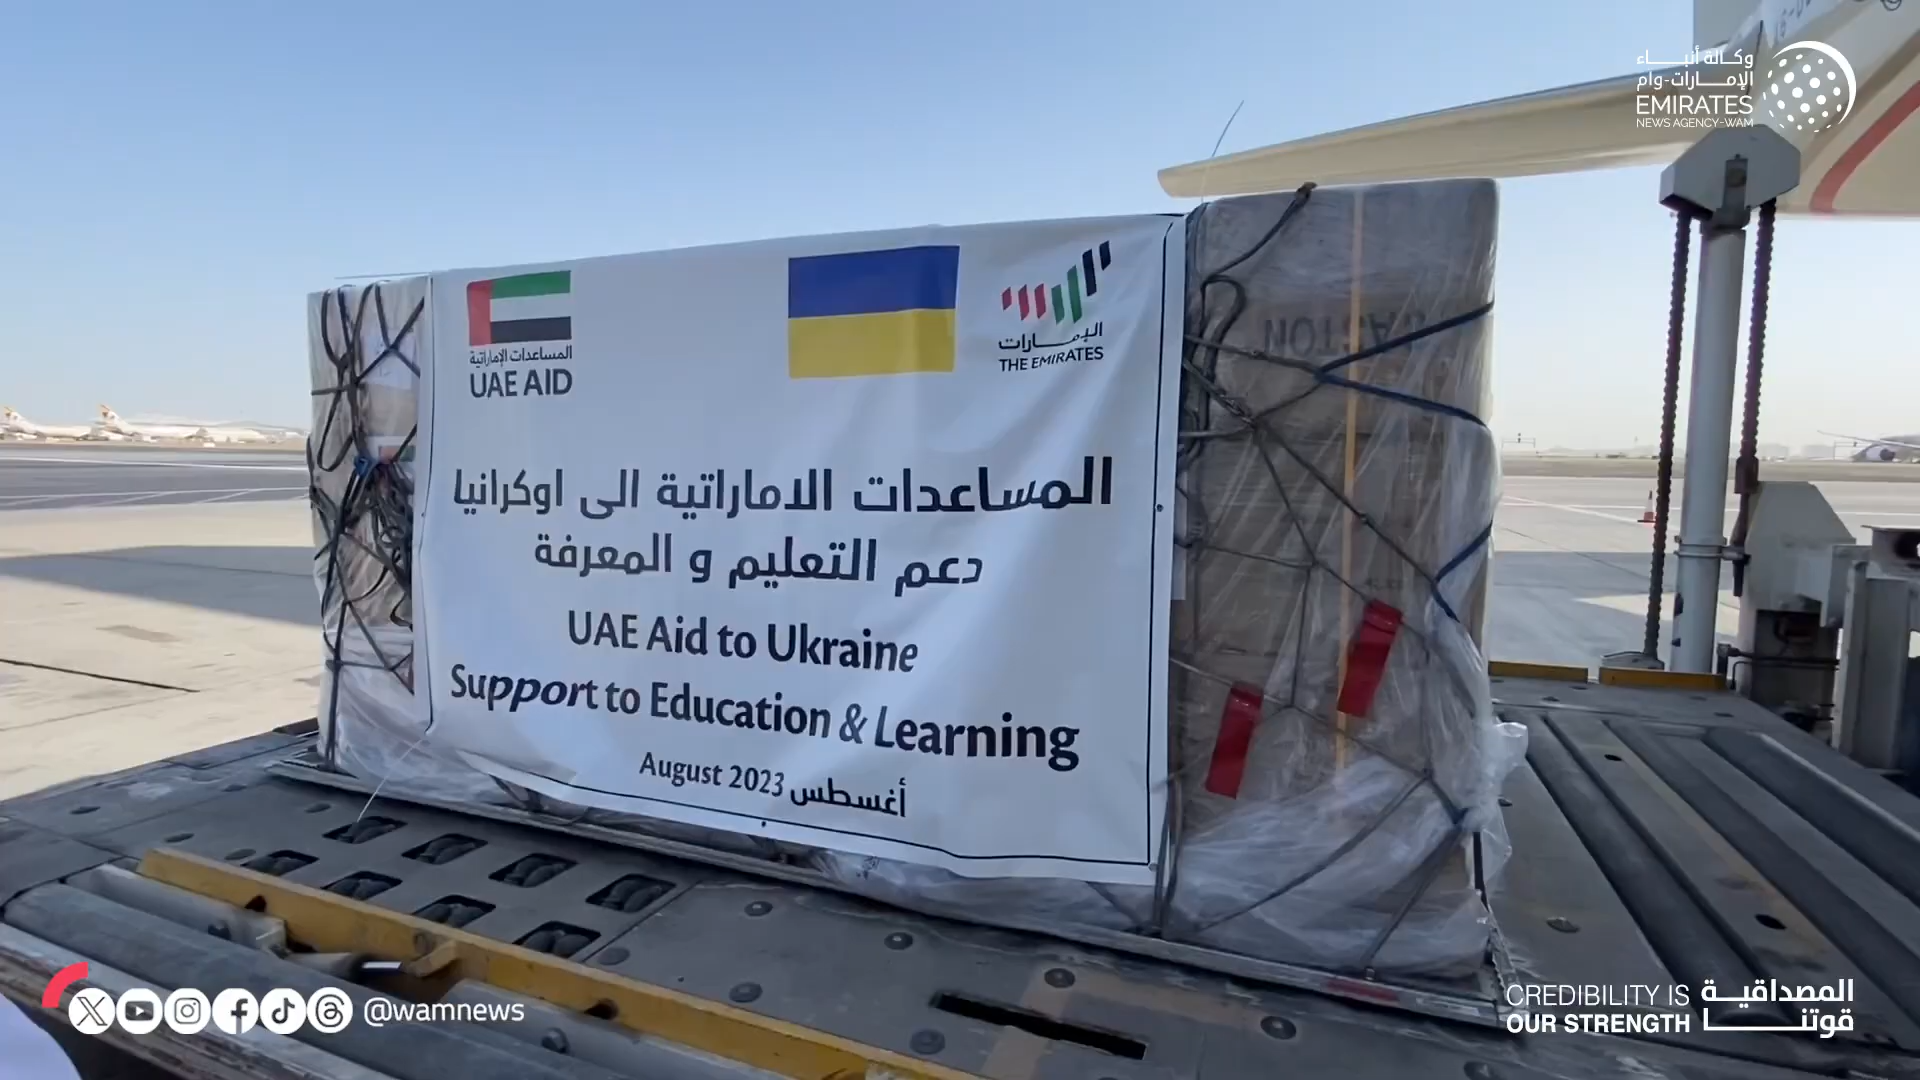 وكالة أنباء
الإمارات-وام
EMIRATES
NEWS AGENCY-WAM
المساعدات الإماراتية
UAE AID
الإمارات
THE EMIRATES
المساعدات الاماراتية الى اوكرانيا
دعم التعليم و المعرفة
UAE Aid to Ukraine
Support to Education & Learning
August 2023 أغسطس
@wamnews
CREDIBILITY IS
OUR STRENGTH
المصداقية
قوتنا